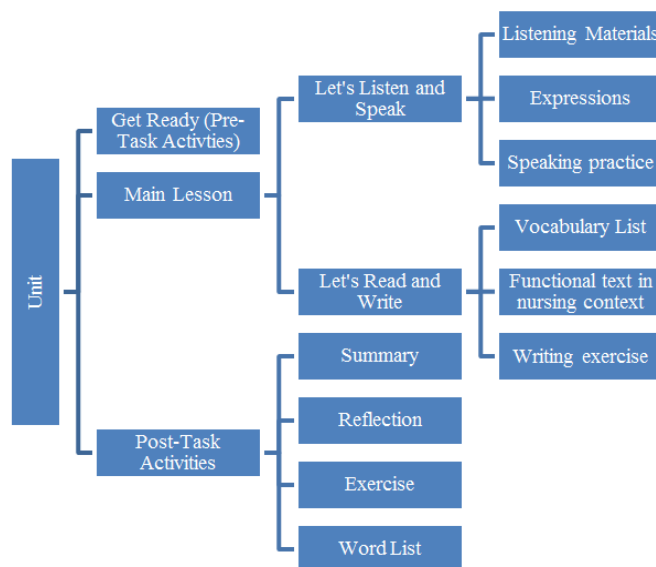 Unit
Get Ready (Pre-
Task Activties)
Main Lesson
Let's Listen and
Speak
Listening Materials
Expressions
Speaking practice
Let's Read and
Write
Vocabulary List
Functional text in
nursing context
Writing exercise
Post-Task
Activities
Summary
Reflection
Exercise
Word List